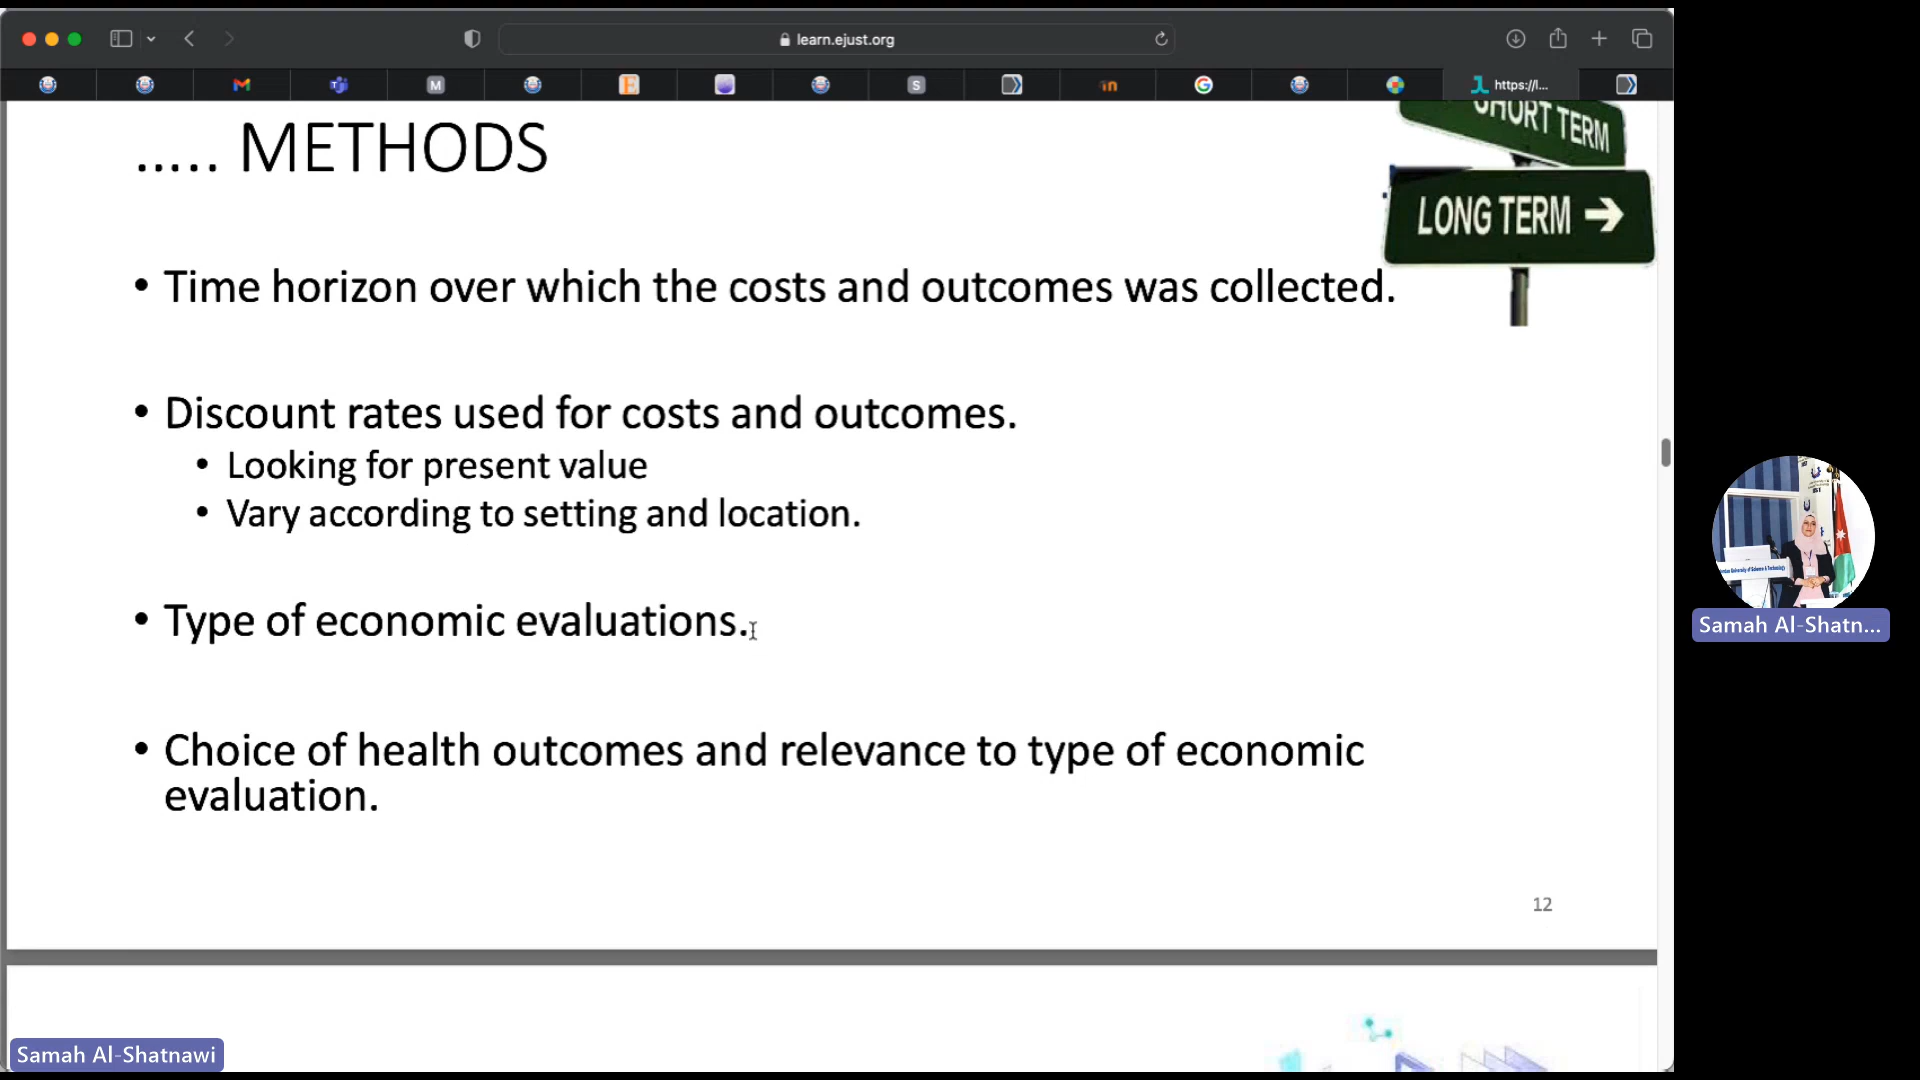 learn.ejust.org
https://l...
..... METHODS
SHORT TERM
LONG TERM
• Time horizon over which the costs and outcomes was collected.
• Discount rates used for costs and outcomes.
• Looking for present value
• Vary according to setting and location.
• Type of economic evaluations.
• Choice of health outcomes and relevance to type of economic
evaluation.
12
Samah Al-Shatn...
Samah Al-Shatnawi